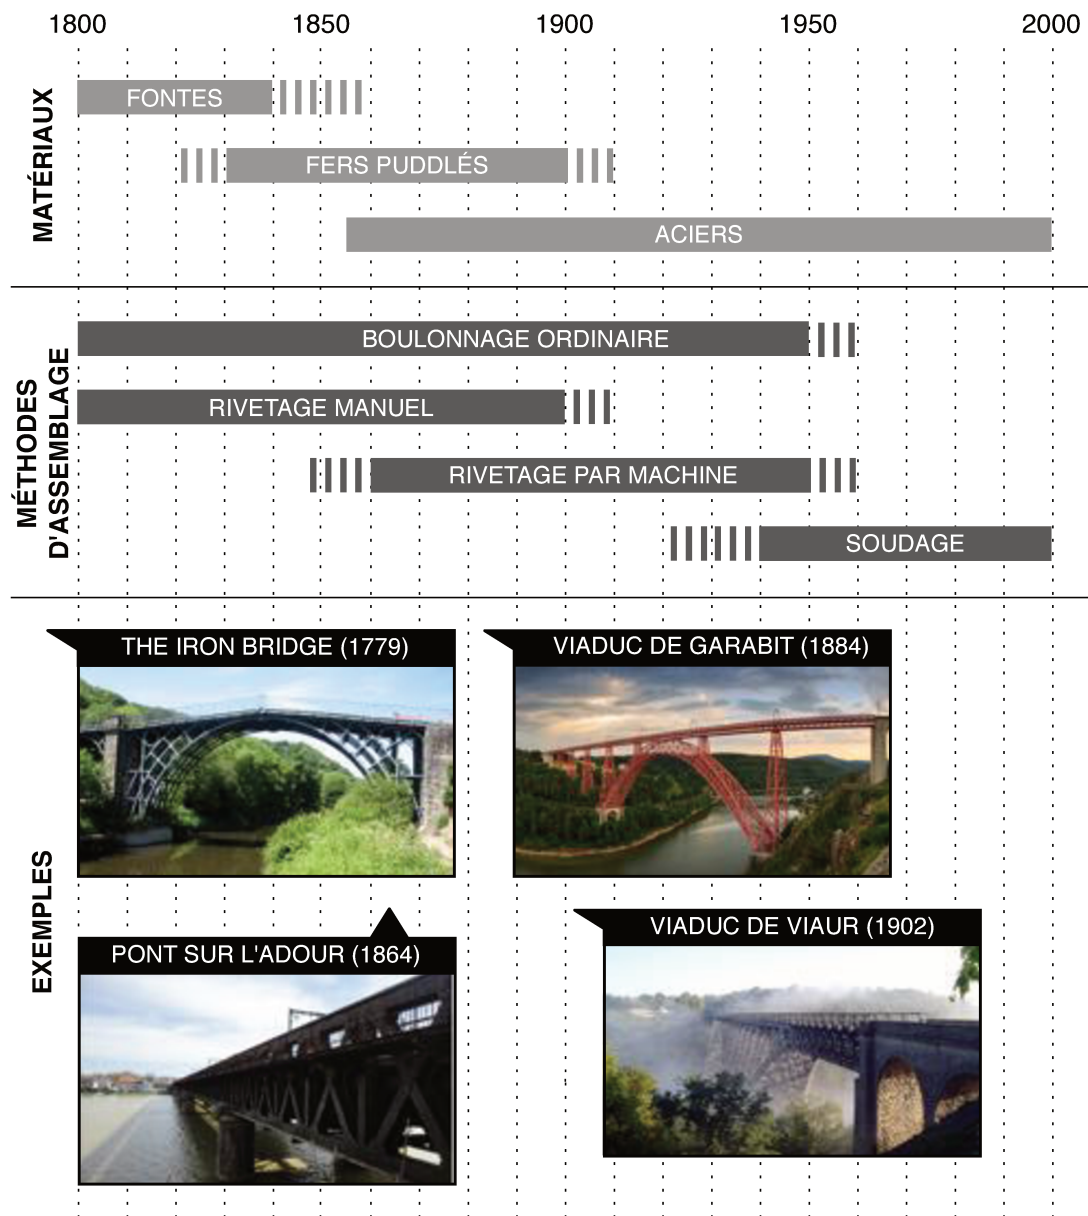 1800 1850 1900 1950 2000
MATÉRIAUX
FONTES
FERS PUDDLÉS
ACIERS
MÉTHODES
D'ASSEMBLAGE
BOULONNAGE ORDINAIRE
RIVETAGE MANUEL
RIVETAGE PAR MACHINE
SOUDAGE
EXEMPLES
THE IRON BRIDGE (1779)
VIADUC DE GARABIT (1884)
PONT SUR L'ADOUR (1864)
VIADUC DE VIAUR (1902)